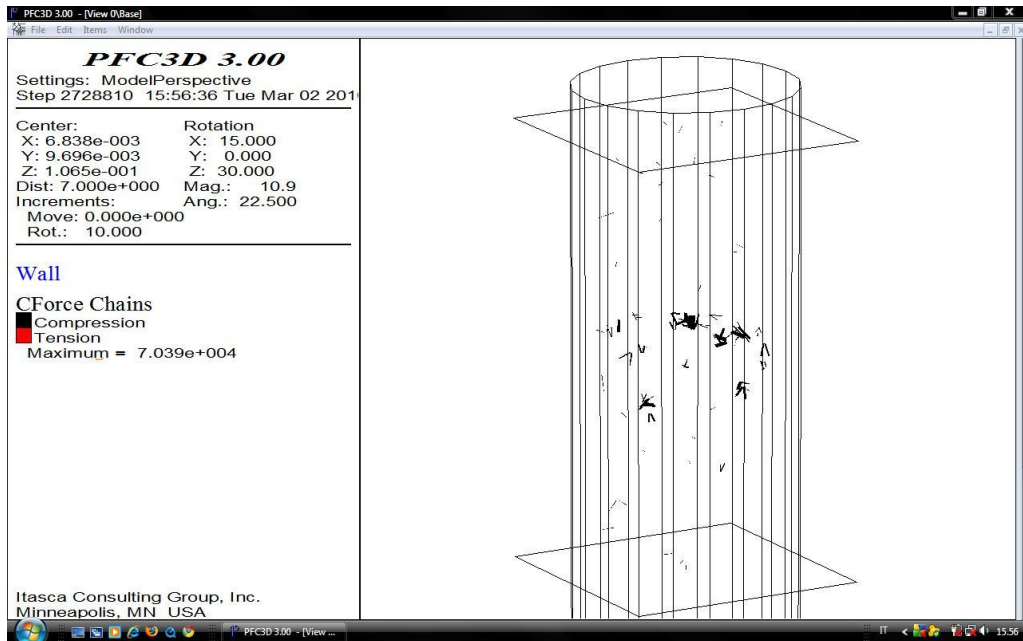 PFC3D 3.00 - [View 0\Base]
File Edit Items Window
PFC3D 3.00
Settings: ModelPerspective
Step 2728810 15:56:36 Tue Mar 02 201
Center: Rotation
X: 6.838e-003 X: 15.000
Y: 9.696e-003 Y: 0.000
Z: 1.065e-001 Z: 30.000
Dist: 7.000e+000 Mag.: 10.9
Increments: Ang.: 22.500
Move: 0.000e+000
Rot.: 10.000
Wall
CForce Chains
Compression
Tension
Maximum = 7.039e+004
Itasca Consulting Group, Inc.
Minneapolis, MN USA
PFC3D 3.00 - [View ...
IT
15.56